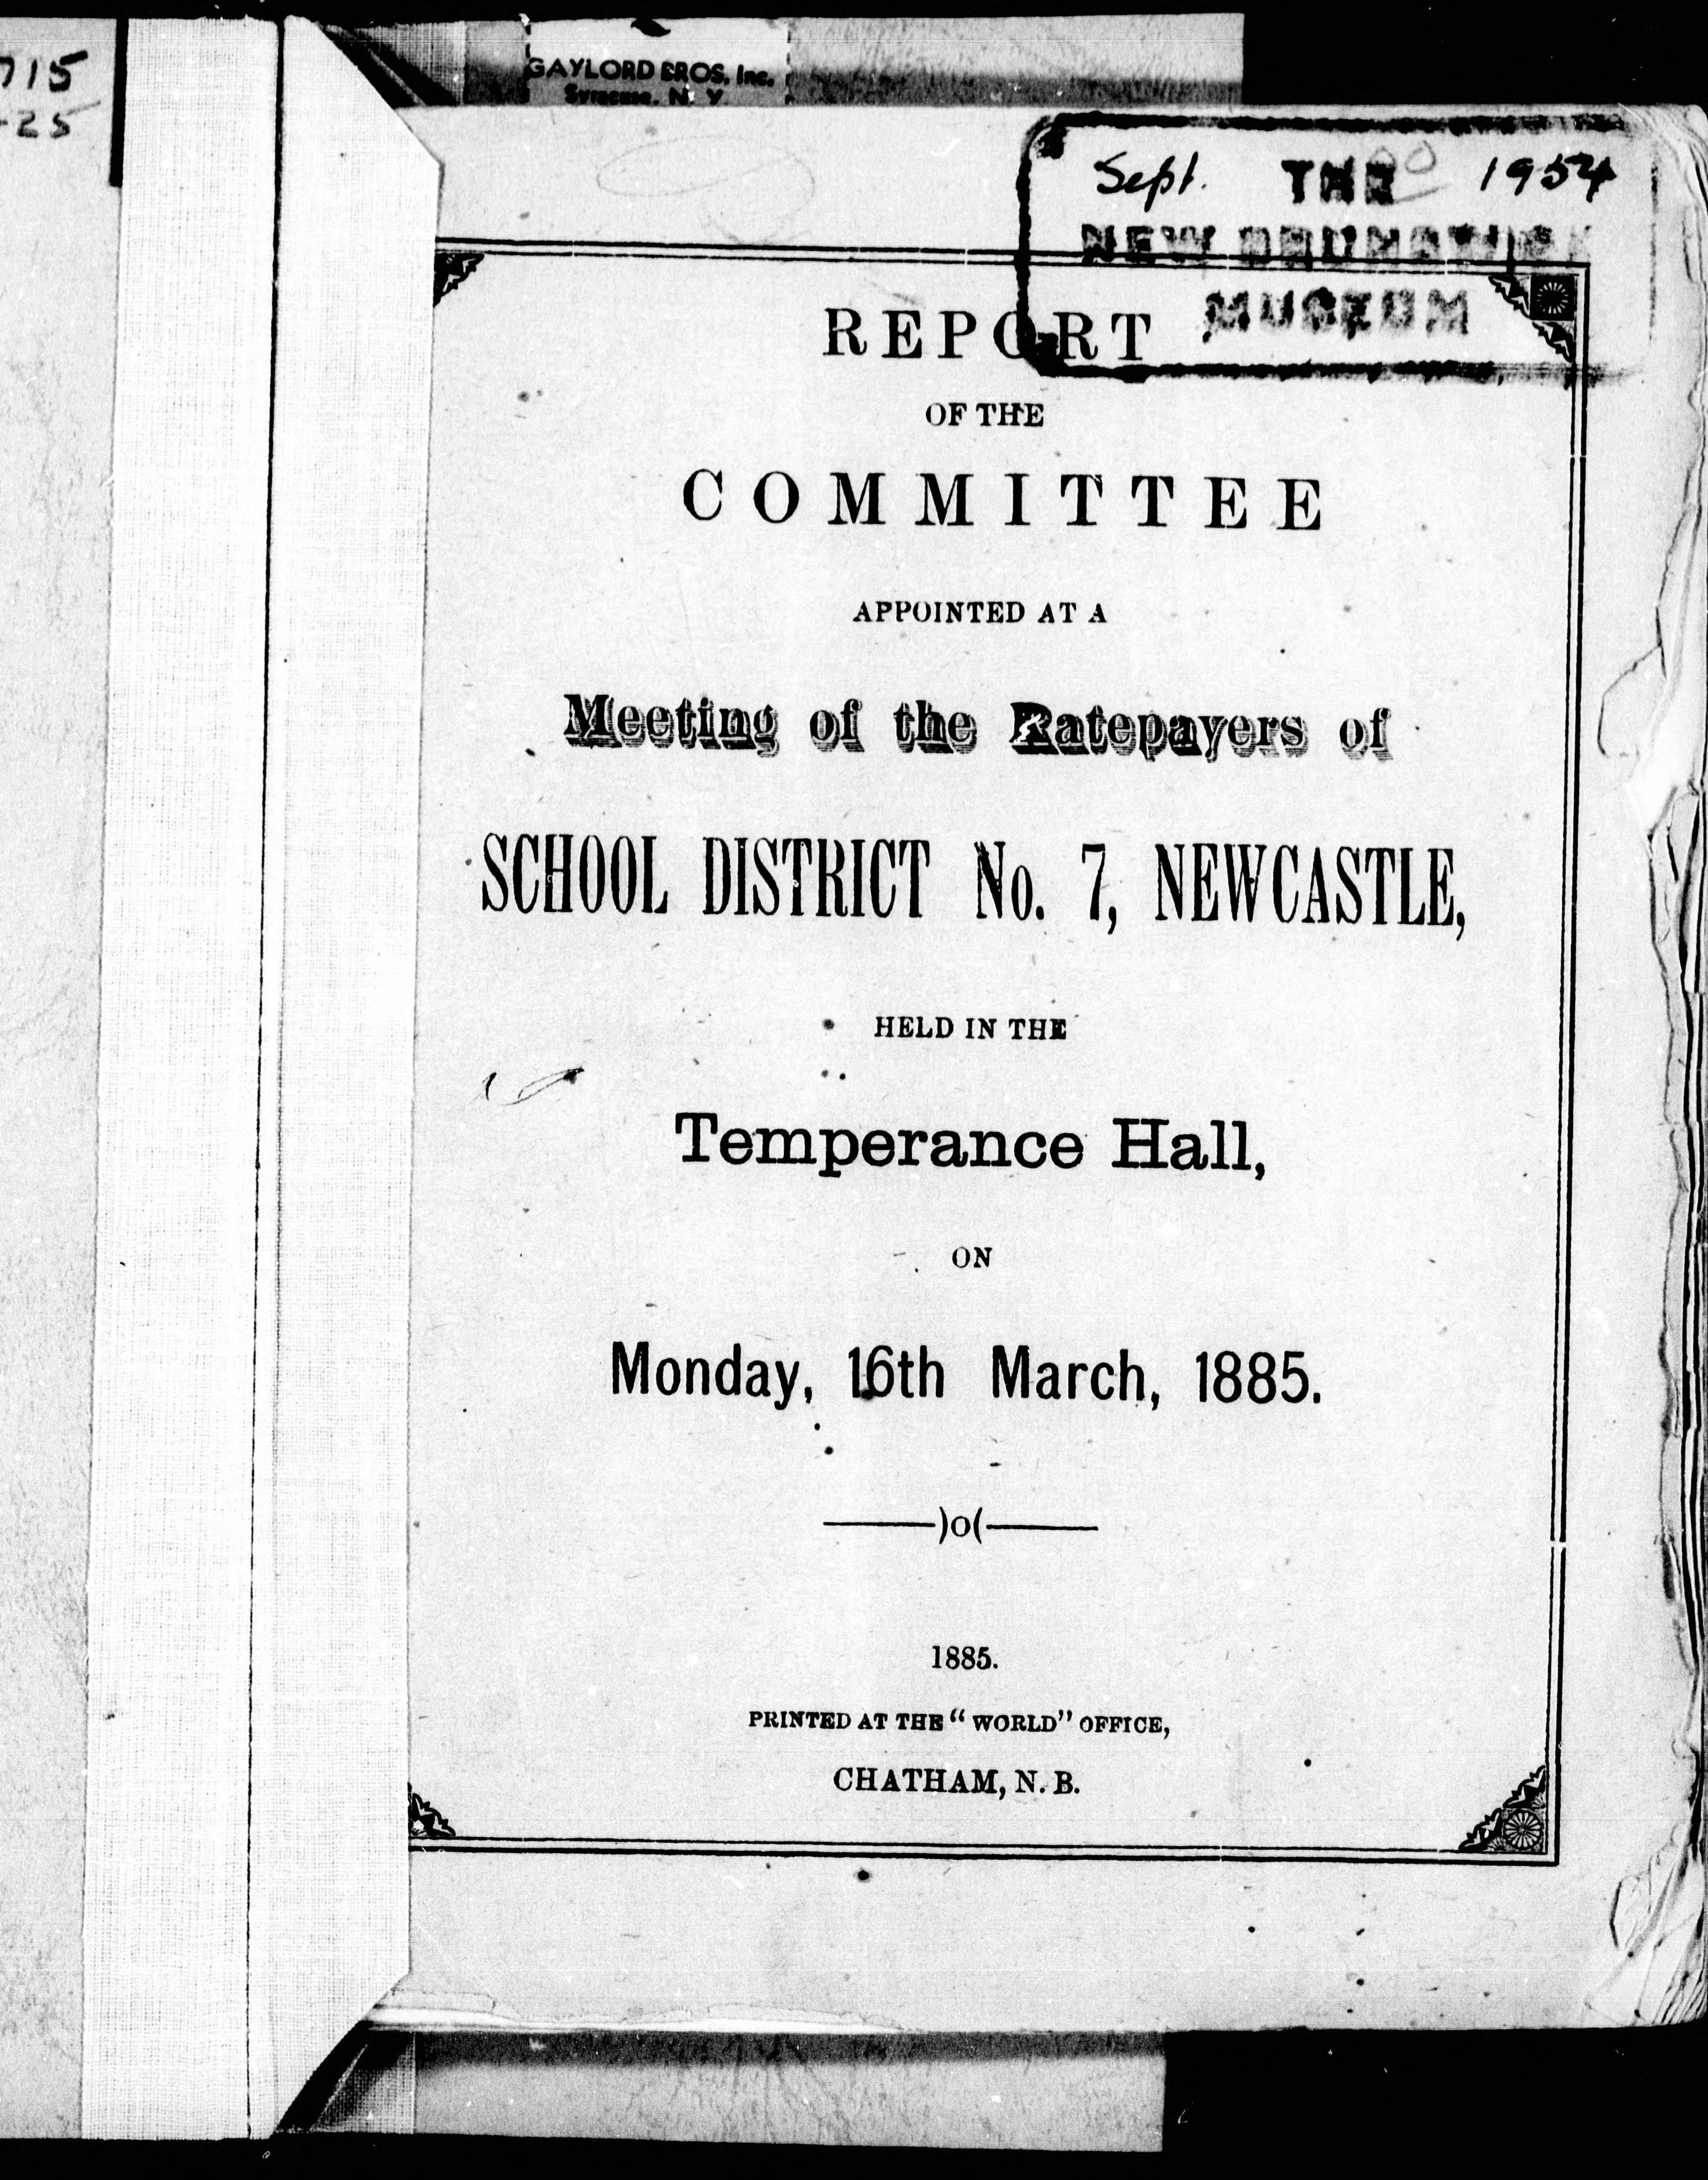 715
-25
GAYLORD BROS. Inc.
Syracuse, N. Y.
Sept. 1954
THE
NEW BRUNSWICK
MUSEUM
REPORT
OF THE
COMMITTEE
APPOINTED AT A
Meeting of the Ratepayers of
SCHOOL DISTRICT No. 7, NEWCASTLE,
HELD IN THE
Temperance Hall,
ON
Monday, 16th March, 1885.
———)o(———
1885.
PRINTED AT THE "WORLD" OFFICE,
CHATHAM, N. B.